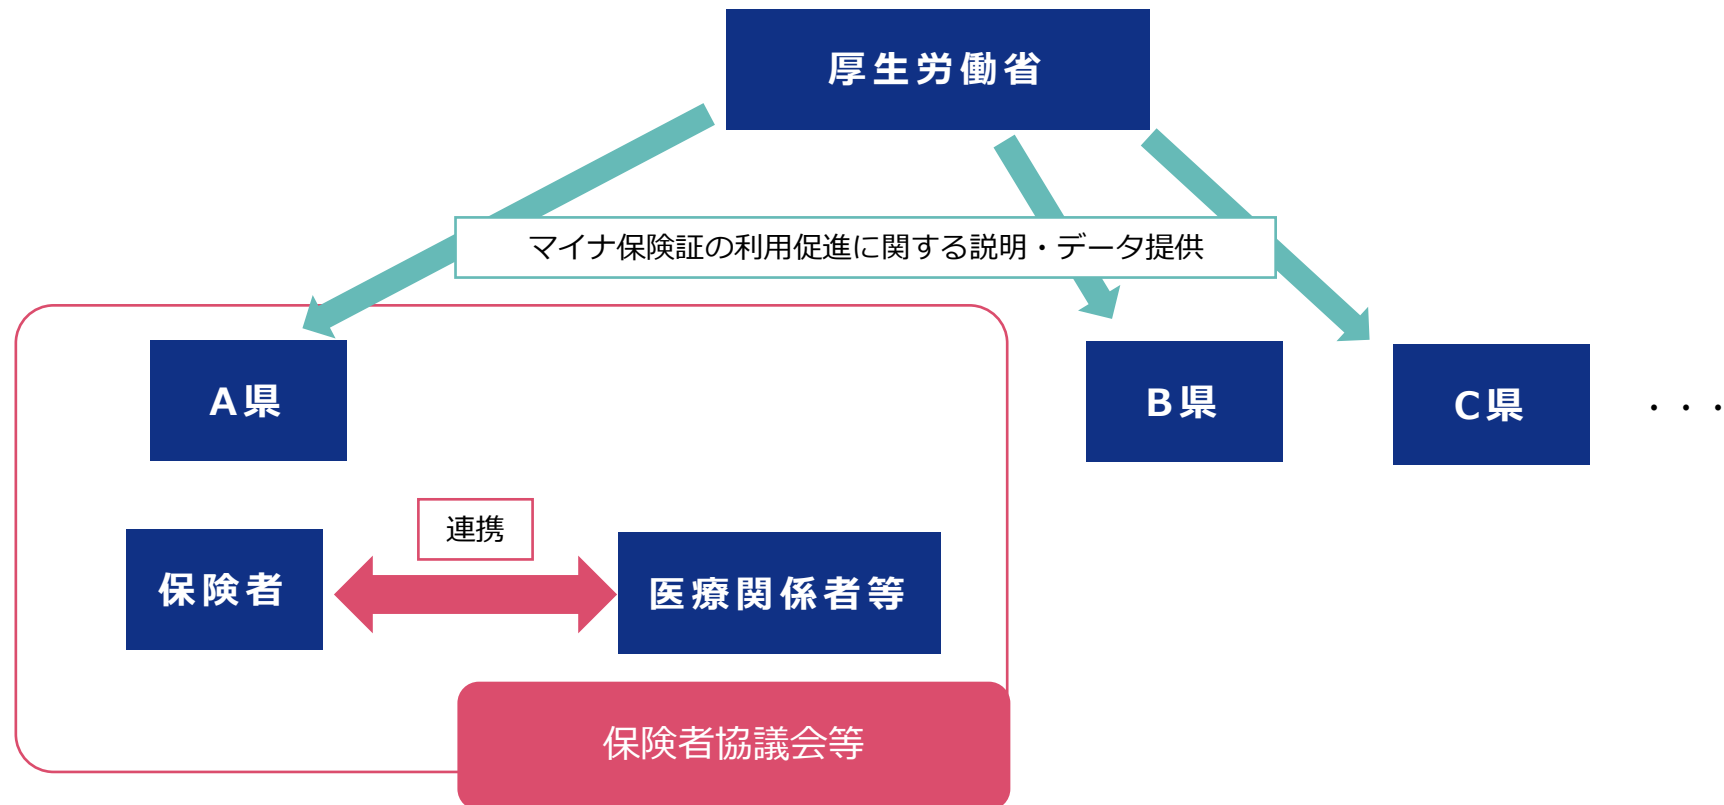 厚生労働省
マイナ保険証の利用促進に関する説明・データ提供
A県
B県
C県
・・・
連携
保険者
医療関係者等
保険者協議会等